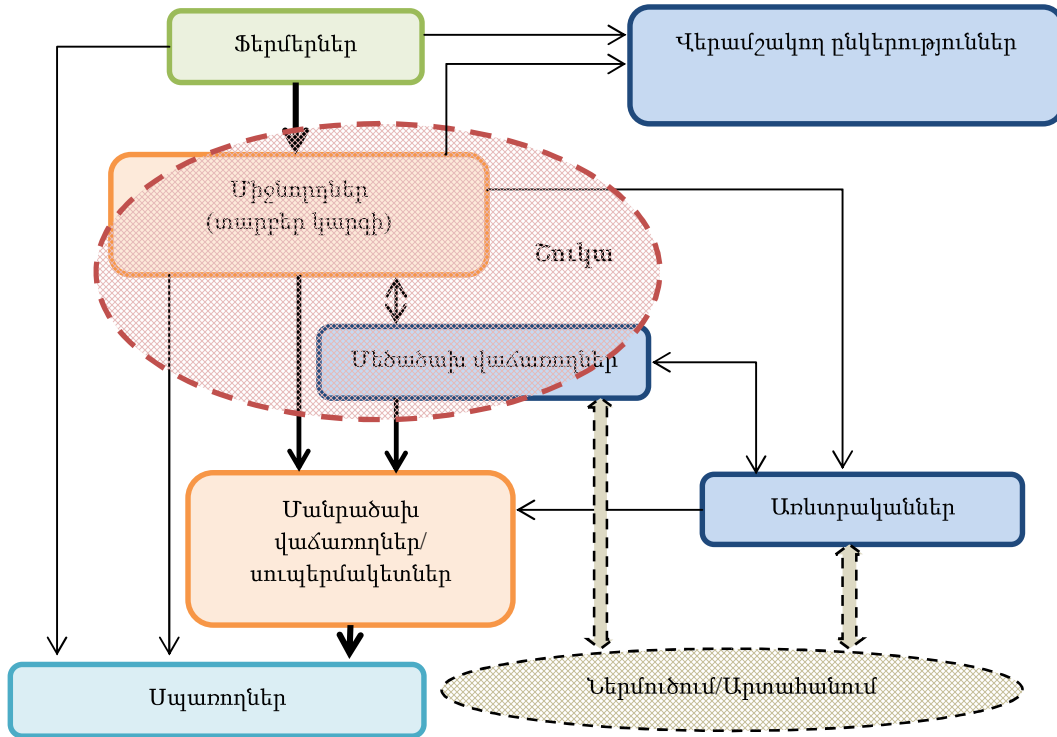 Ֆերմերներ
Վերամշակող ընկերություններ
Միջնորդներ
(տարբեր կարգի)
Շուկա
Մեծածախ վաճառողներ
Մանրածախ
վաճառողներ/
սուպերմակետներ
Առևտրականներ
Սպառողներ
Ներմուծում/Արտահանում